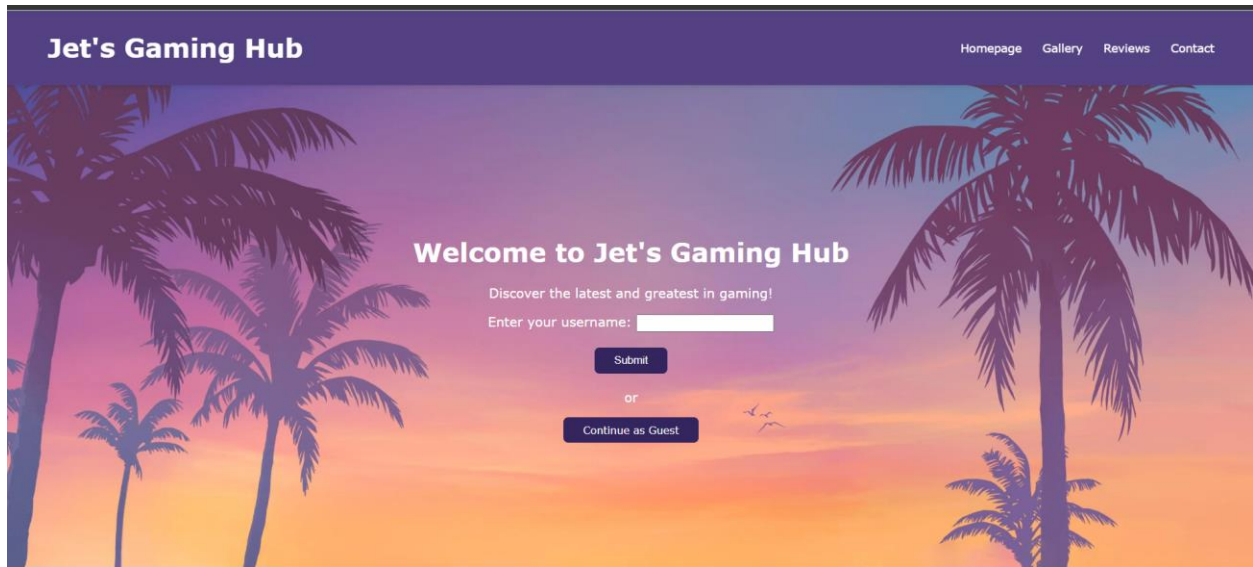 Jet's Gaming Hub
Homepage Gallery Reviews Contact
Welcome to Jet's Gaming Hub
Discover the latest and greatest in gaming!
Enter your username:
Submit
or
Continue as Guest